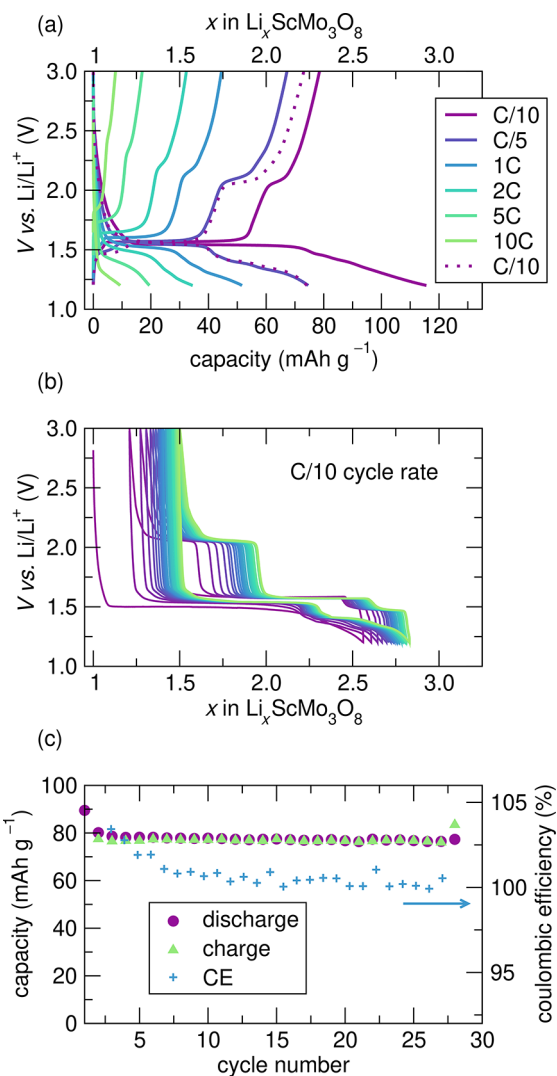 (a)
x in LiₓScMo₃O₈
1 1.5 2.0 2.5 3.0
3.0
2.5
2.0
1.5
1.0
V vs. Li/Li⁺ (V)
C/10
C/5
1C
2C
5C
10C
C/10
0 20 40 60 80 100 120
capacity (mAh g⁻¹)
(b)
3.0
2.5
2.0
1.5
1.0
V vs. Li/Li⁺ (V)
C/10 cycle rate
1 1.5 2.0 2.5 3.0
x in LiₓScMo₃O₈
(c)
100
80
60
40
20
0
capacity (mAh g⁻¹)
discharge
charge
CE
105
100
95
coulombic efficiency (%)
5 10 15 20 25 30
cycle number